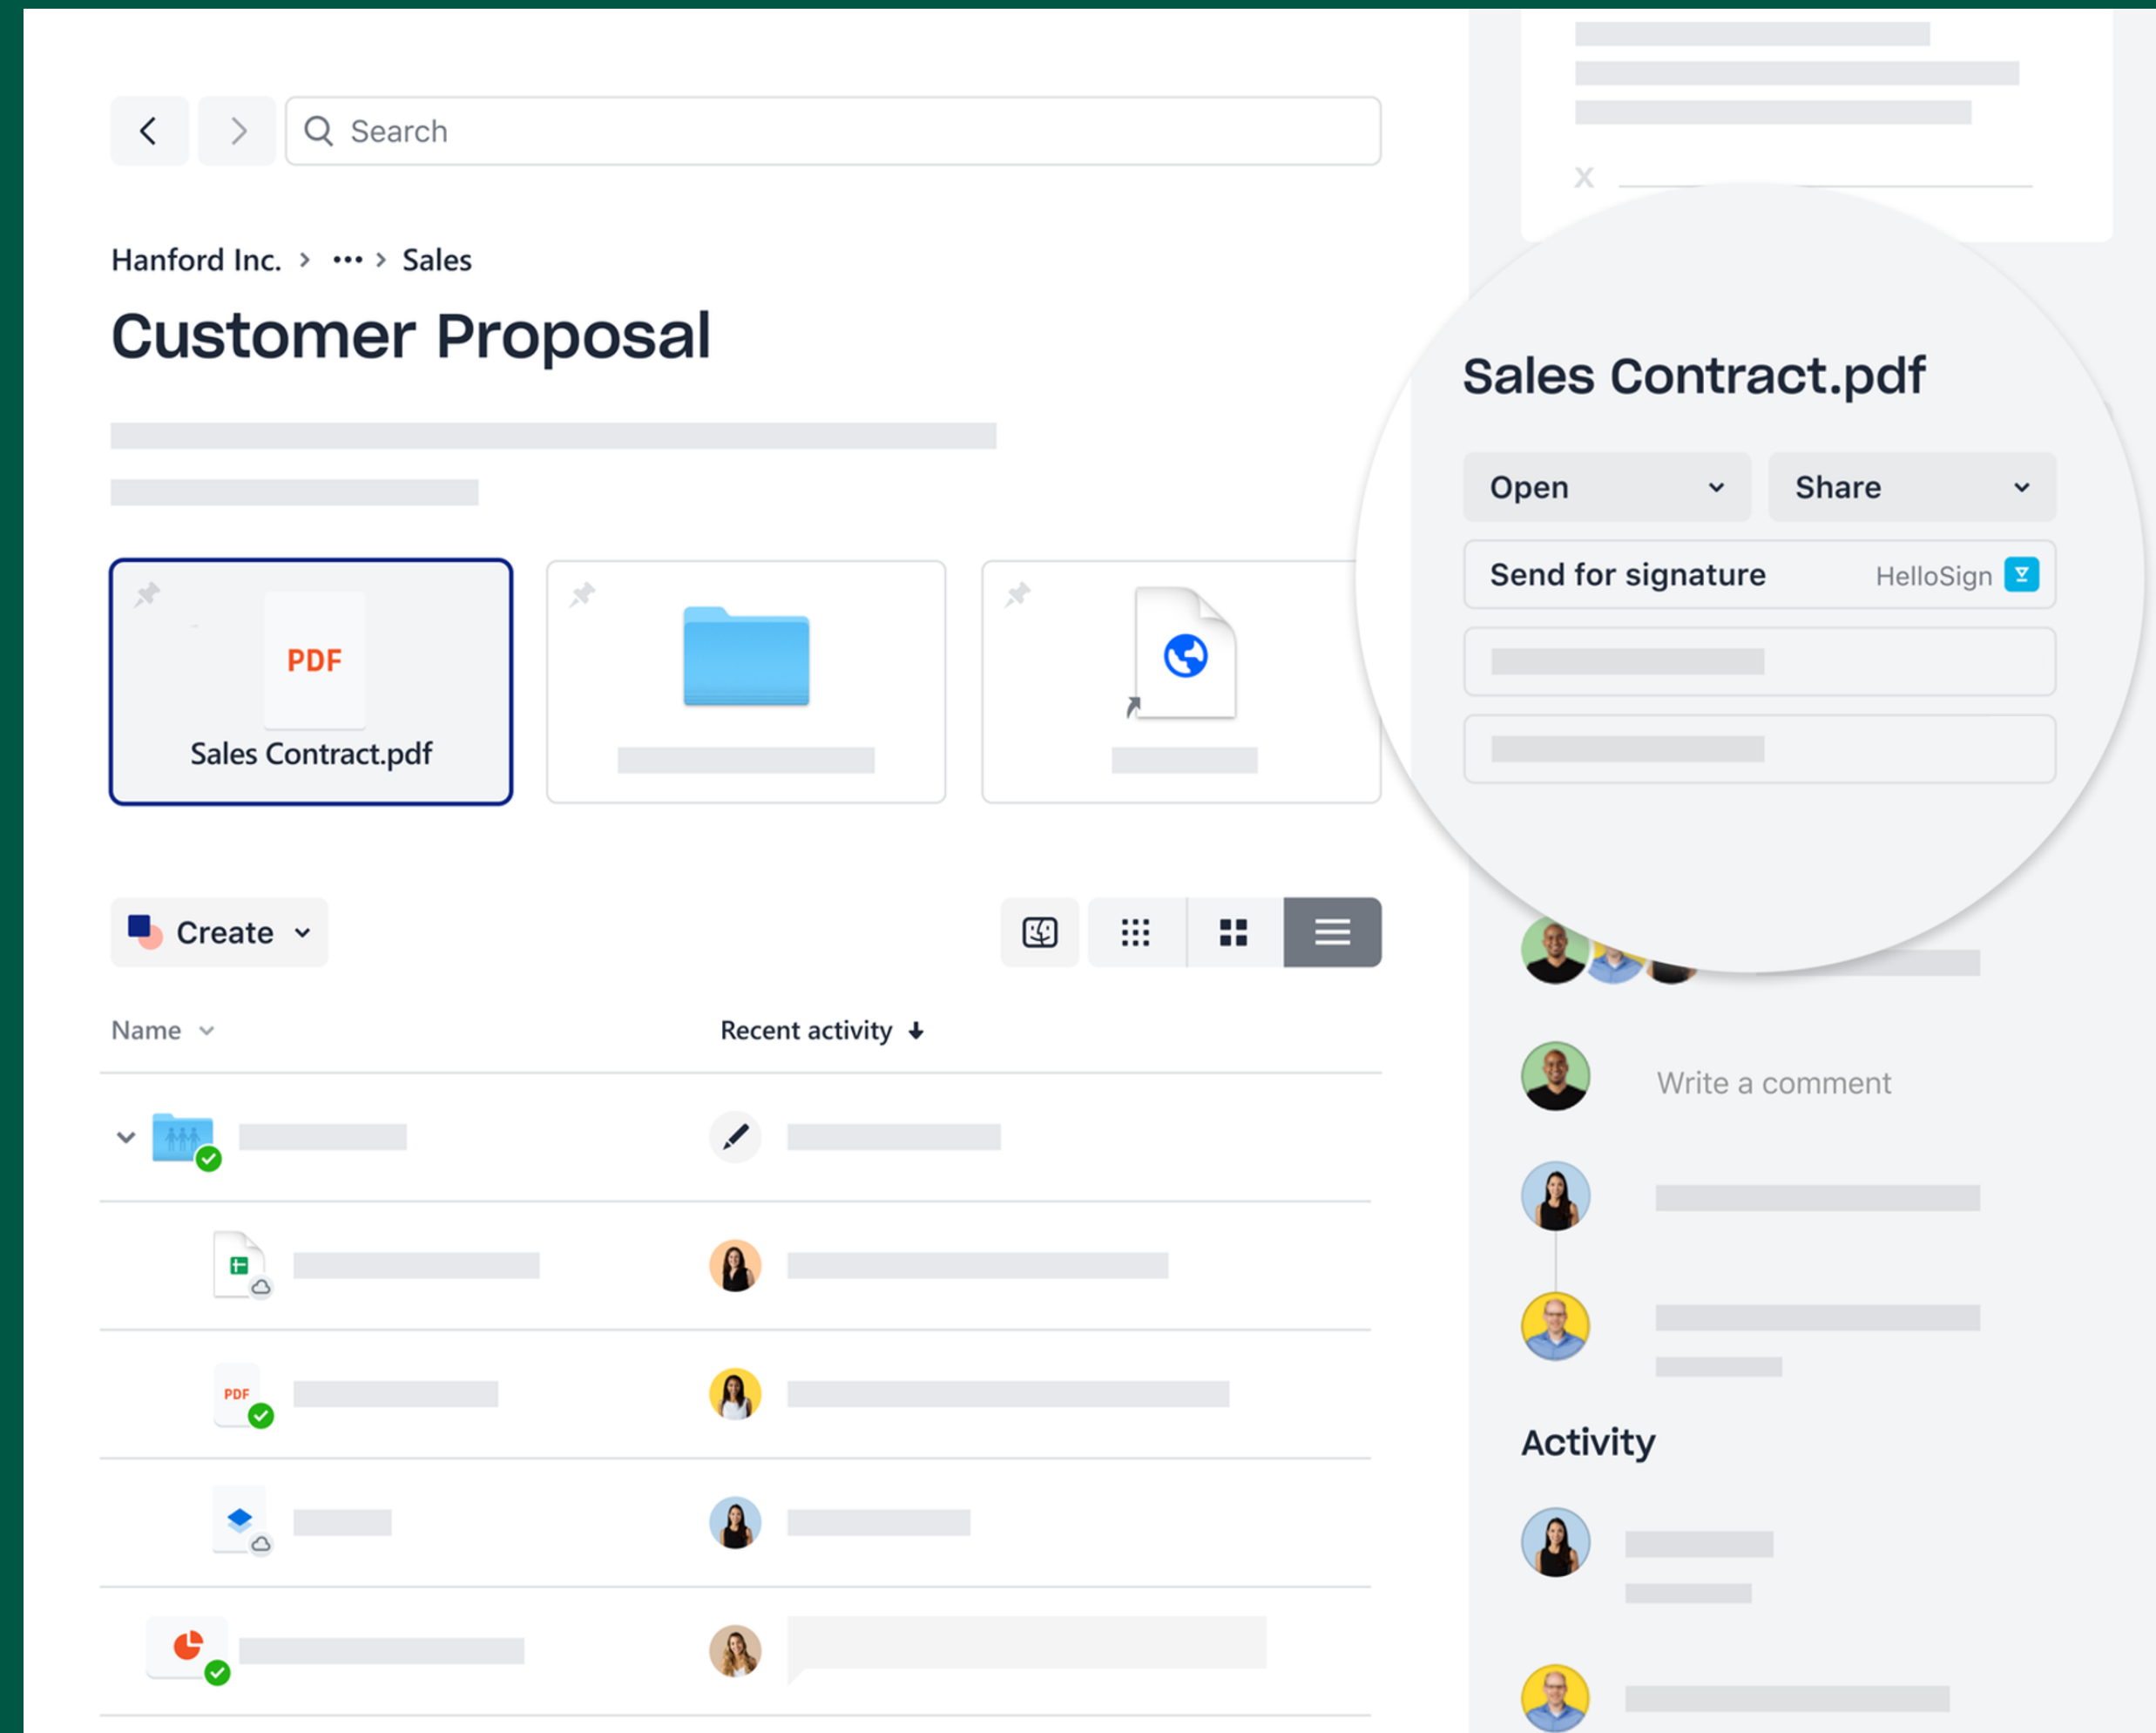 Search
Hanford Inc. > ••• > Sales
Customer Proposal
PDF
Sales Contract.pdf
Create
Name
Recent activity
PDF
X
Sales Contract.pdf
Open
Share
Send for signature HelloSign
Write a comment
Activity